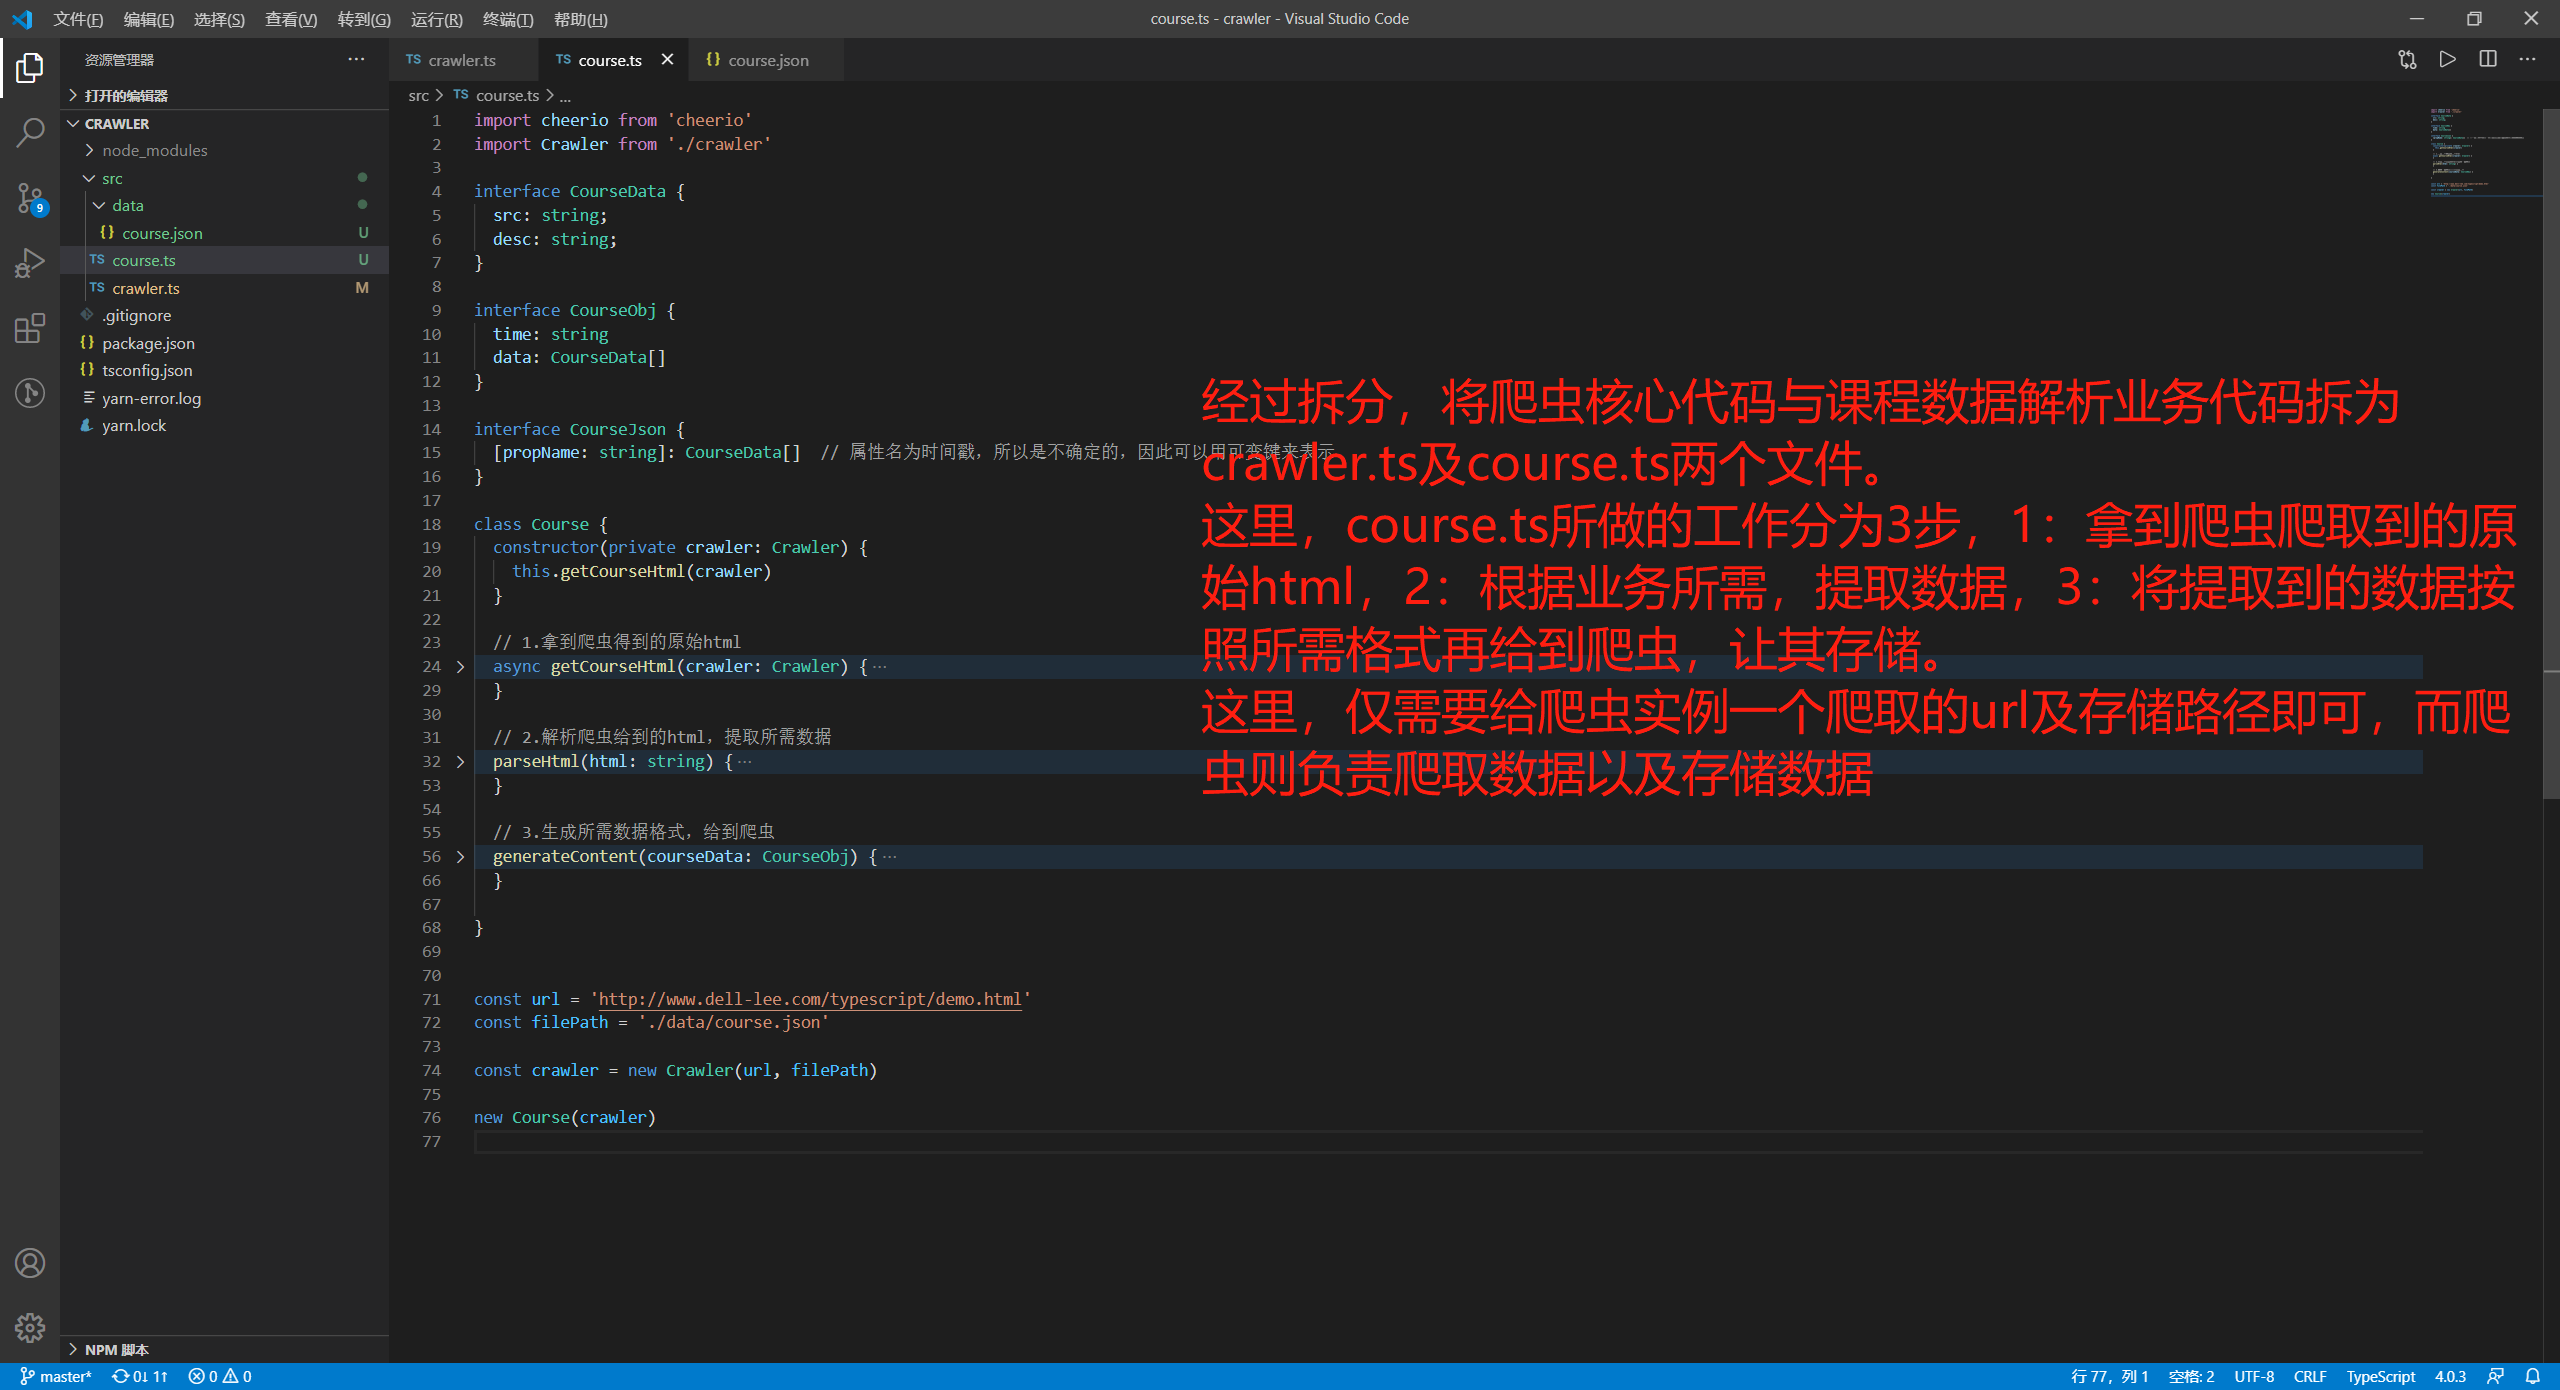 文件(F) 编辑(E) 选择(S) 查看(V) 转到(G) 运行(R) 终端(T) 帮助(H)
course.ts - crawler - Visual Studio Code
资源管理器
打开的编辑器
CRAWLER
node_modules
src
data
{} course.json U
TS course.ts U
TS crawler.ts M
.gitignore
{} package.json
{} tsconfig.json
yarn-error.log
yarn.lock
NPM 脚本
9
TS crawler.ts TS course.ts {} course.json
src > TS course.ts > ...
1 import cheerio from 'cheerio'
2 import Crawler from './crawler'
3
4 interface CourseData {
5 src: string;
6 desc: string;
7 }
8
9 interface CourseObj {
10 time: string
11 data: CourseData[]
12 }
13
14 interface CourseJson {
15 [propName: string]: CourseData[] // 属性名为时间戳，所以是不确定的，因此可以用可变键来表示
16 }
17
18 class Course {
19 constructor(private crawler: Crawler) {
20 this.getCourseHtml(crawler)
21 }
22
23 // 1.拿到爬虫得到的原始html
24 async getCourseHtml(crawler: Crawler) {…
29 }
30
31 // 2.解析爬虫给到的html，提取所需数据
32 parseHtml(html: string) {…
53 }
54
55 // 3.生成所需数据格式，给到爬虫
56 generateContent(courseData: CourseObj) {…
66 }
67
68 }
69
70
71 const url = 'http://www.dell-lee.com/typescript/demo.html'
72 const filePath = './data/course.json'
73
74 const crawler = new Crawler(url, filePath)
75
76 new Course(crawler)
77
经过拆分，将爬虫核心代码与课程数据解析业务代码拆为
crawler.ts及course.ts两个文件。
这里，course.ts所做的工作分为3步，1：拿到爬虫爬取到的原
始html，2：根据业务所需，提取数据，3：将提取到的数据按
照所需格式再给到爬虫，让其存储。
这里，仅需要给爬虫实例一个爬取的url及存储路径即可，而爬
虫则负责爬取数据以及存储数据
master* 0↓ 1↑ 0 0 行 77，列 1 空格: 2 UTF-8 CRLF TypeScript 4.0.3